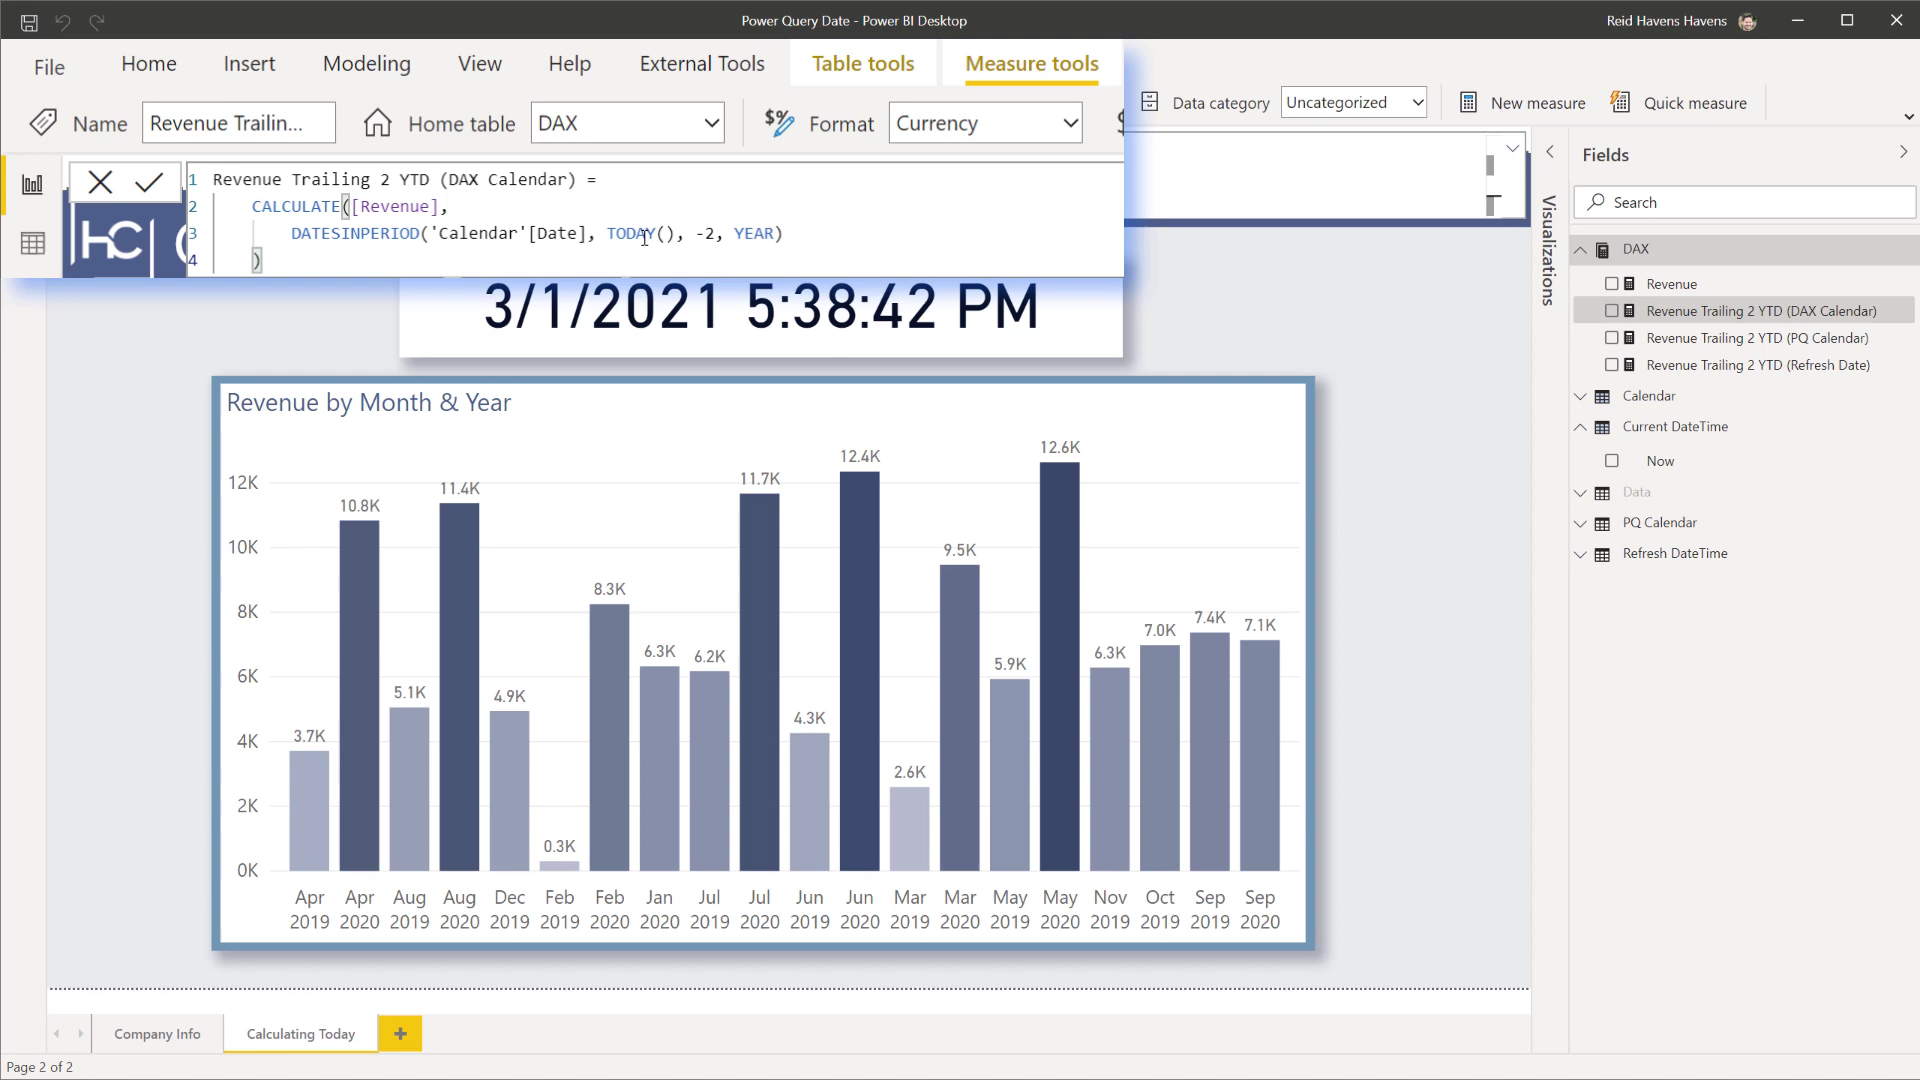 Power Query Date - Power BI Desktop
Reid Havens Havens
File Home Insert Modeling View Help External Tools Table tools Measure tools
Name Revenue Trailin... Home table DAX Format Currency $ Data category Uncategorized New measure Quick measure
1 Revenue Trailing 2 YTD (DAX Calendar) =
2 CALCULATE([Revenue],
3 DATESINPERIOD('Calendar'[Date], TODAY(), -2, YEAR)
4 )
HC
3/1/2021 5:38:42 PM
Revenue by Month & Year
12K
10K
8K
6K
4K
2K
0K
3.7K
10.8K
5.1K
11.4K
4.9K
0.3K
8.3K
6.3K
6.2K
11.7K
4.3K
12.4K
2.6K
9.5K
5.9K
12.6K
6.3K
7.0K
7.4K
7.1K
Apr Apr Aug Aug Dec Feb Feb Jan Jul Jul Jun Jun Mar Mar May May Nov Oct Sep Sep
2019 2020 2019 2020 2019 2019 2020 2020 2019 2020 2019 2020 2019 2020 2019 2020 2019 2019 2019 2020
Visualizations
Fields
Search
DAX
Revenue
Revenue Trailing 2 YTD (DAX Calendar)
Revenue Trailing 2 YTD (PQ Calendar)
Revenue Trailing 2 YTD (Refresh Date)
Calendar
Current DateTime
Now
Data
PQ Calendar
Refresh DateTime
Company Info Calculating Today +
Page 2 of 2